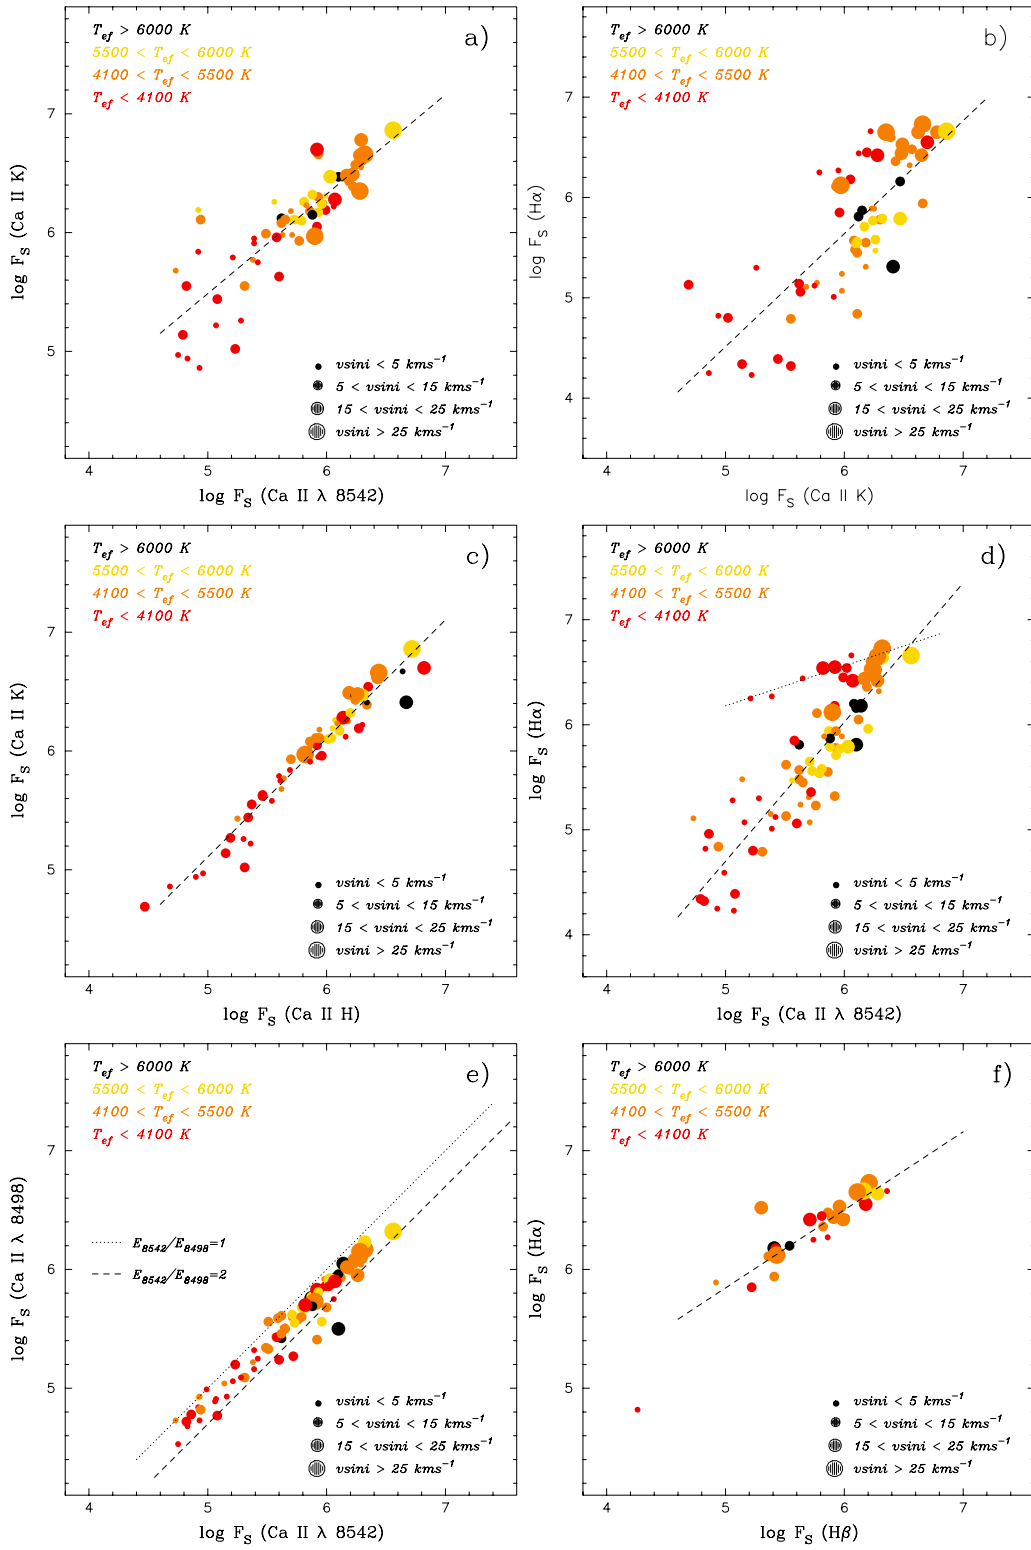 a)
T_ef > 6000 K
5500 < T_ef < 6000 K
4100 < T_ef < 5500 K
T_ef < 4100 K
7
6
5
log F_S (Ca II K)
vsini < 5 kms⁻¹
5 < vsini < 15 kms⁻¹
15 < vsini < 25 kms⁻¹
vsini > 25 kms⁻¹
4 5 6 7
log F_S (Ca II λ 8542)
b)
T_ef > 6000 K
5500 < T_ef < 6000 K
4100 < T_ef < 5500 K
T_ef < 4100 K
7
6
5
4
log F_S (Hα)
vsini < 5 kms⁻¹
5 < vsini < 15 kms⁻¹
15 < vsini < 25 kms⁻¹
vsini > 25 kms⁻¹
4 5 6 7
log F_S (Ca II K)
c)
T_ef > 6000 K
5500 < T_ef < 6000 K
4100 < T_ef < 5500 K
T_ef < 4100 K
7
6
5
log F_S (Ca II K)
vsini < 5 kms⁻¹
5 < vsini < 15 kms⁻¹
15 < vsini < 25 kms⁻¹
vsini > 25 kms⁻¹
4 5 6 7
log F_S (Ca II H)
d)
T_ef > 6000 K
5500 < T_ef < 6000 K
4100 < T_ef < 5500 K
T_ef < 4100 K
7
6
5
4
log F_S (Hα)
vsini < 5 kms⁻¹
5 < vsini < 15 kms⁻¹
15 < vsini < 25 kms⁻¹
vsini > 25 kms⁻¹
4 5 6 7
log F_S (Ca II λ 8542)
e)
T_ef > 6000 K
5500 < T_ef < 6000 K
4100 < T_ef < 5500 K
T_ef < 4100 K
E_8542/E_8498=1
E_8542/E_8498=2
7
6
5
log F_S (Ca II λ 8498)
vsini < 5 kms⁻¹
5 < vsini < 15 kms⁻¹
15 < vsini < 25 kms⁻¹
vsini > 25 kms⁻¹
4 5 6 7
log F_S (Ca II λ 8542)
f)
T_ef > 6000 K
5500 < T_ef < 6000 K
4100 < T_ef < 5500 K
T_ef < 4100 K
7
6
5
log F_S (Hα)
vsini < 5 kms⁻¹
5 < vsini < 15 kms⁻¹
15 < vsini < 25 kms⁻¹
vsini > 25 kms⁻¹
4 5 6 7
log F_S (Hβ)